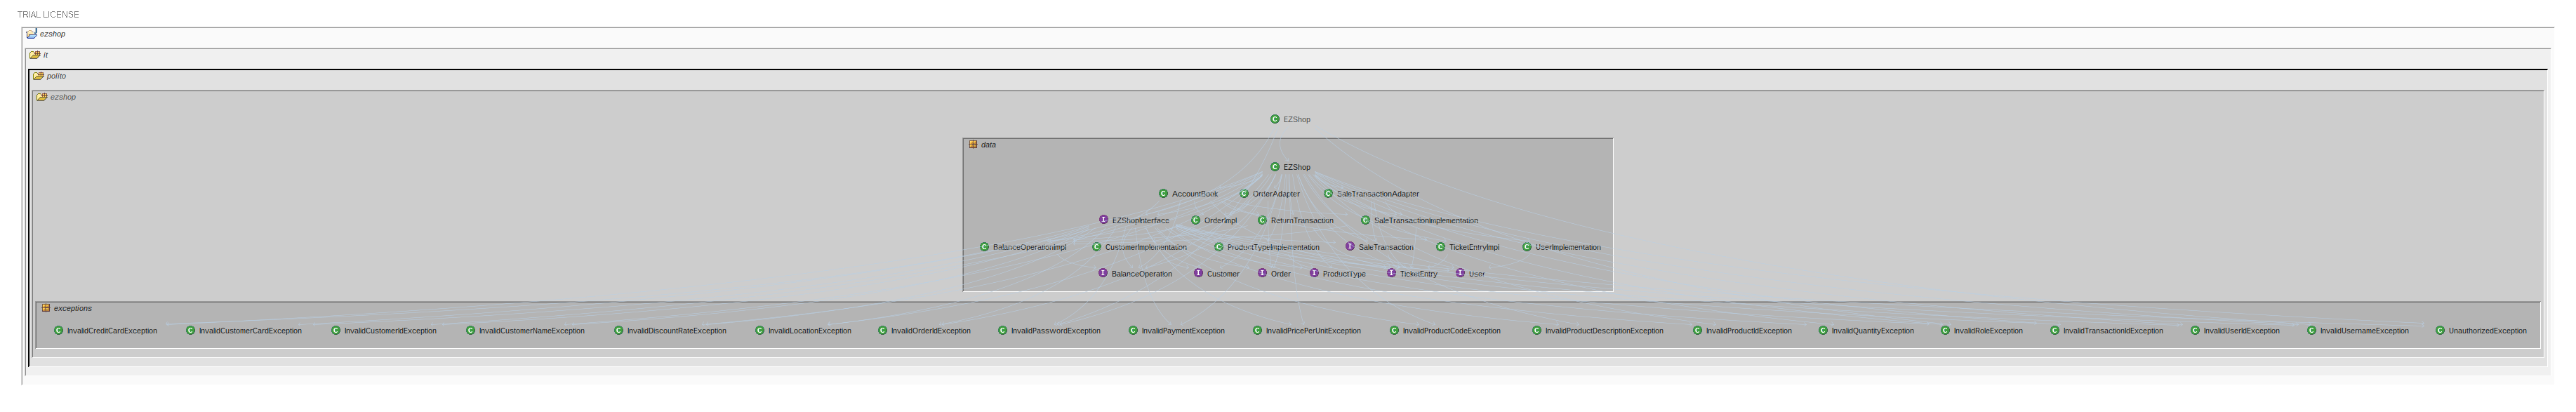 TRIAL LICENSE
ezshop
it
polito
ezshop
EZShop
data
EZShop
AccountBook OrderAdapter SaleTransactionAdapter
EZShopInterface OrderImpl ReturnTransaction SaleTransactionImplementation
BalanceOperationImpl CustomerImplementation ProductTypeImplementation SaleTransaction TicketEntryImpl UserImplementation
BalanceOperation Customer Order ProductType TicketEntry User
exceptions
InvalidCreditCardException InvalidCustomerCardException InvalidCustomerIdException InvalidCustomerNameException InvalidDiscountRateException InvalidLocationException InvalidOrderIdException InvalidPasswordException InvalidPaymentException InvalidPricePerUnitException InvalidProductCodeException InvalidProductDescriptionException InvalidProductIdException InvalidQuantityException InvalidRoleException InvalidTransactionIdException InvalidUserIdException InvalidUsernameException UnauthorizedException